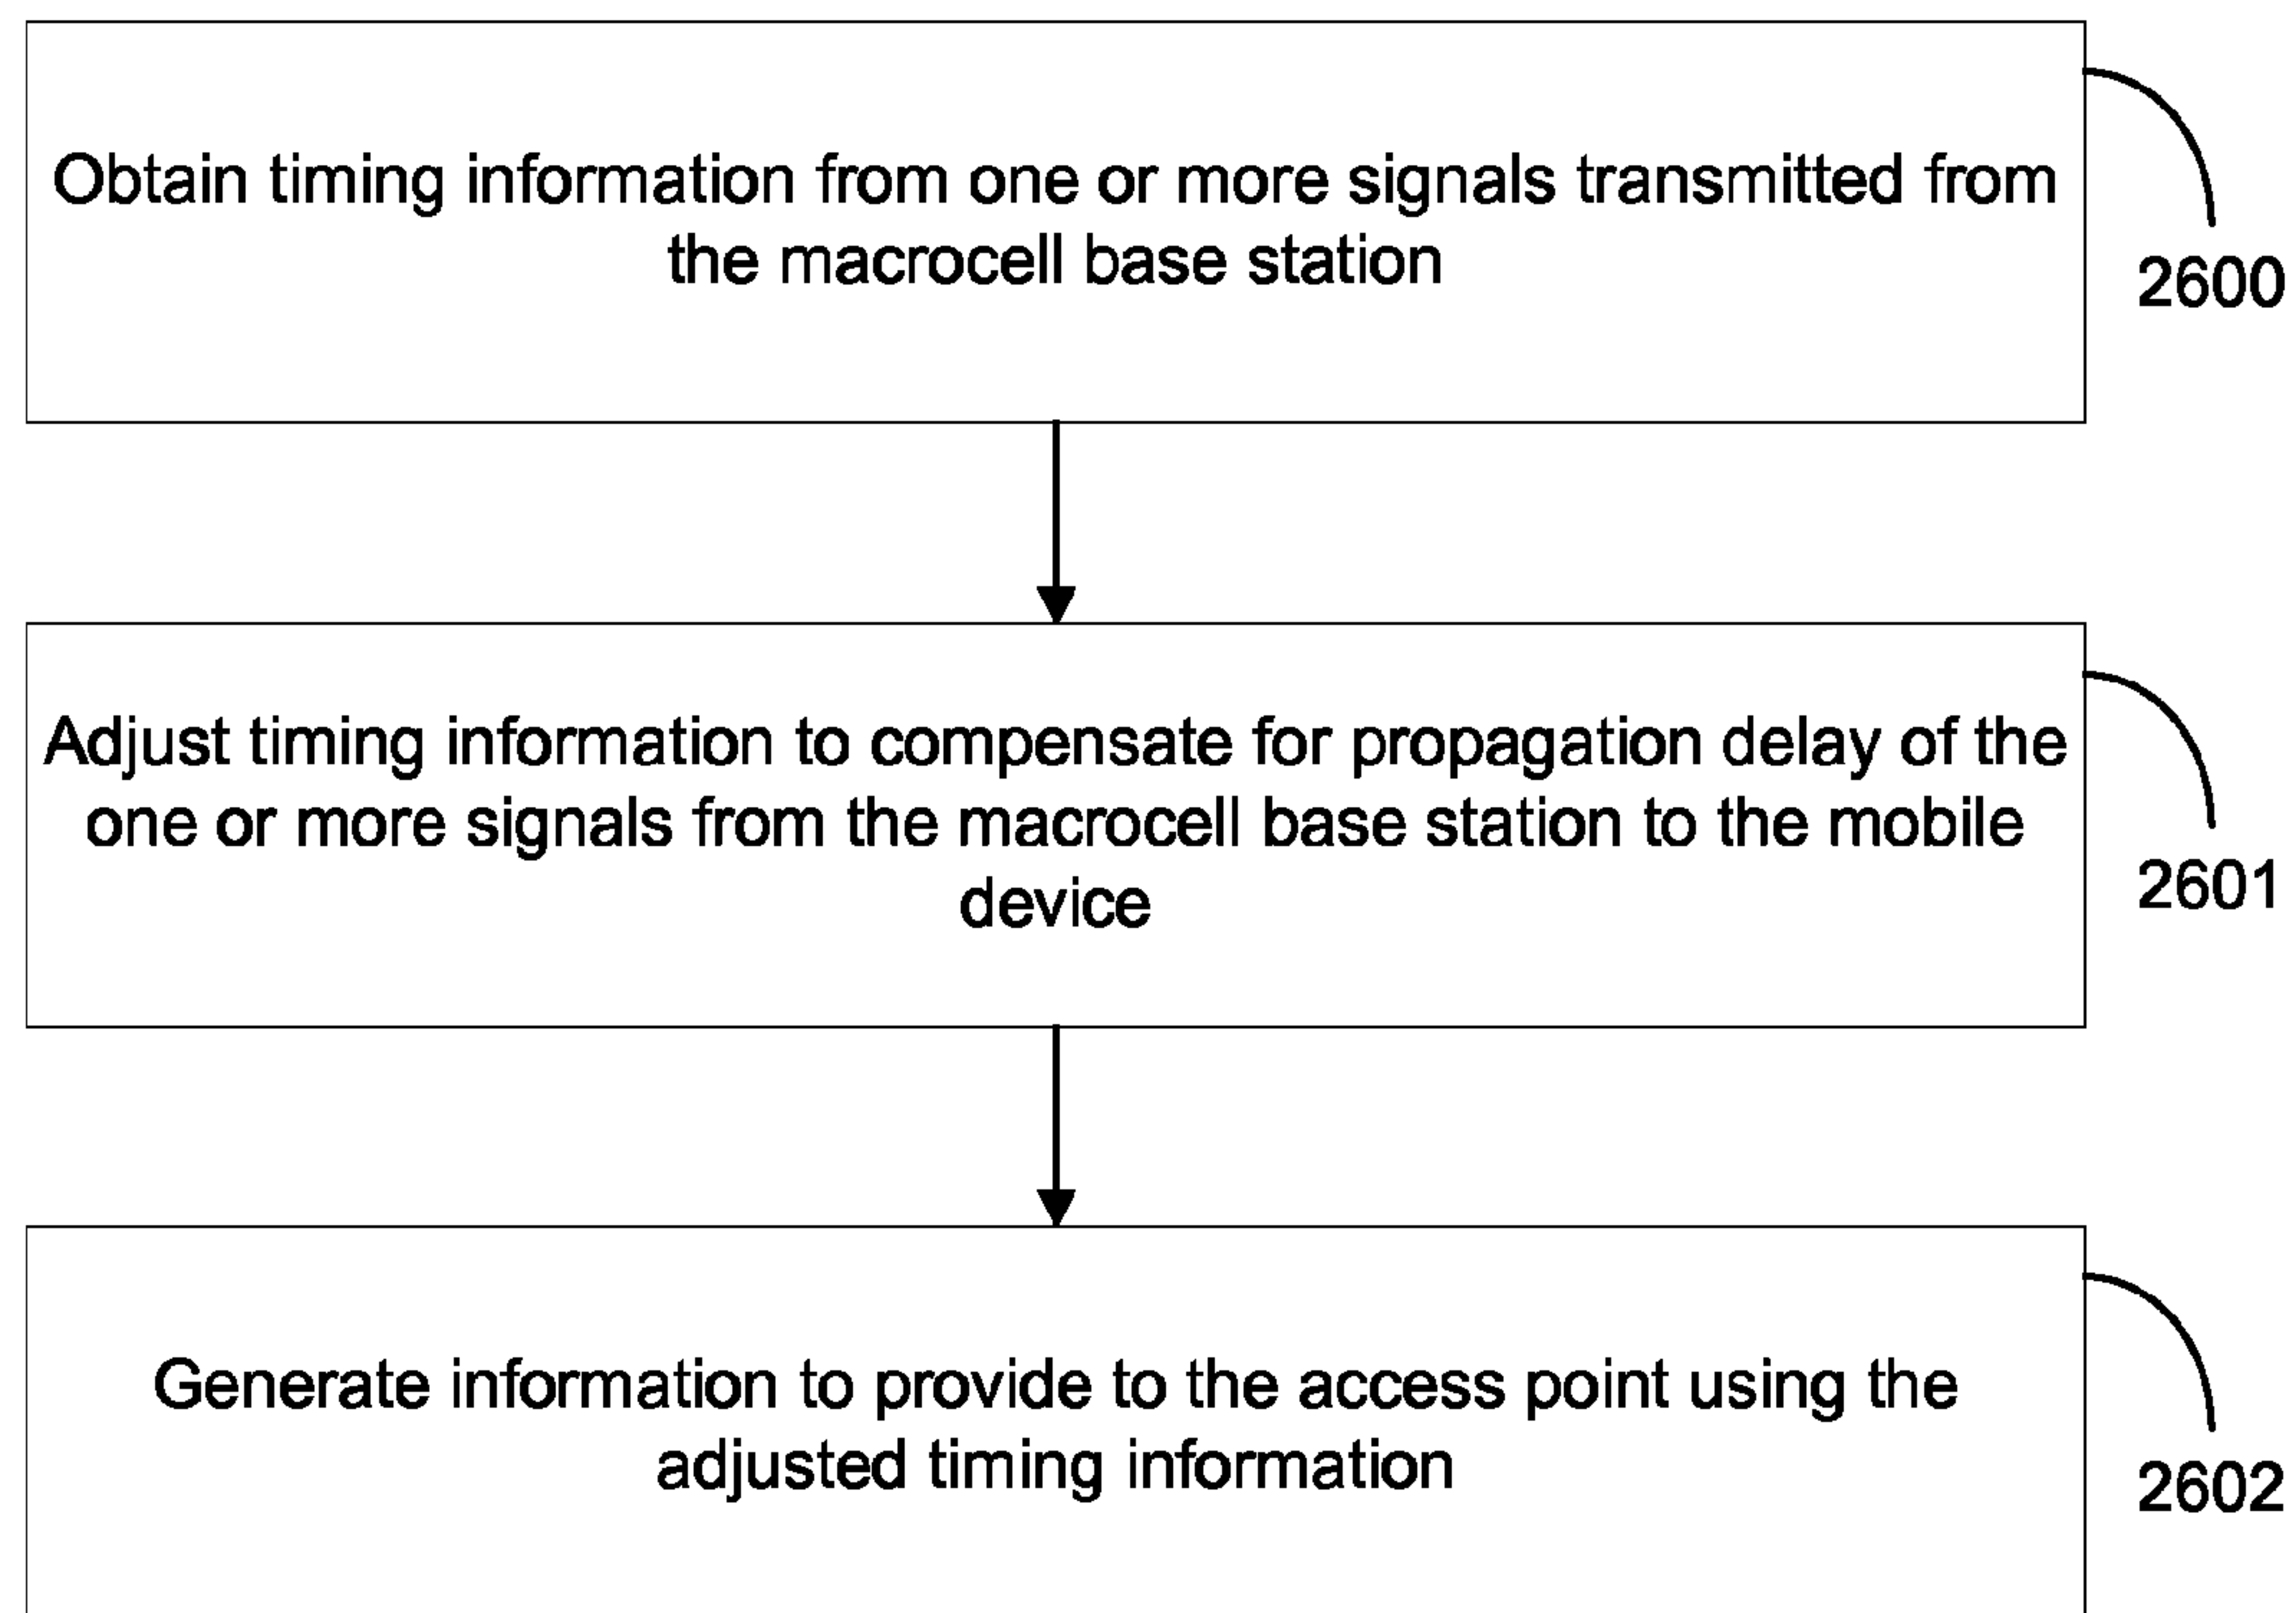 Obtain timing information from one or more signals transmitted from
the macrocell base station
2600
Adjust timing information to compensate for propagation delay of the
one or more signals from the macrocell base station to the mobile
device
2601
Generate information to provide to the access point using the
adjusted timing information
2602